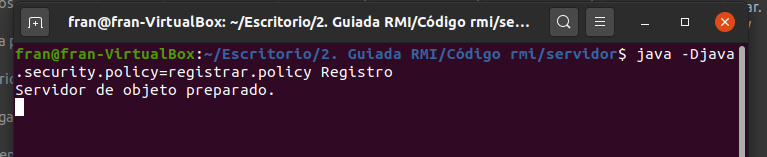 fran@fran-VirtualBox: ~/Escritorio/2. Guiada RMI/Código rmi/se...
fran@fran-VirtualBox:~/Escritorio/2. Guiada RMI/Código rmi/servidor$ java -Djava
.security.policy=registrar.policy Registro
Servidor de objeto preparado.